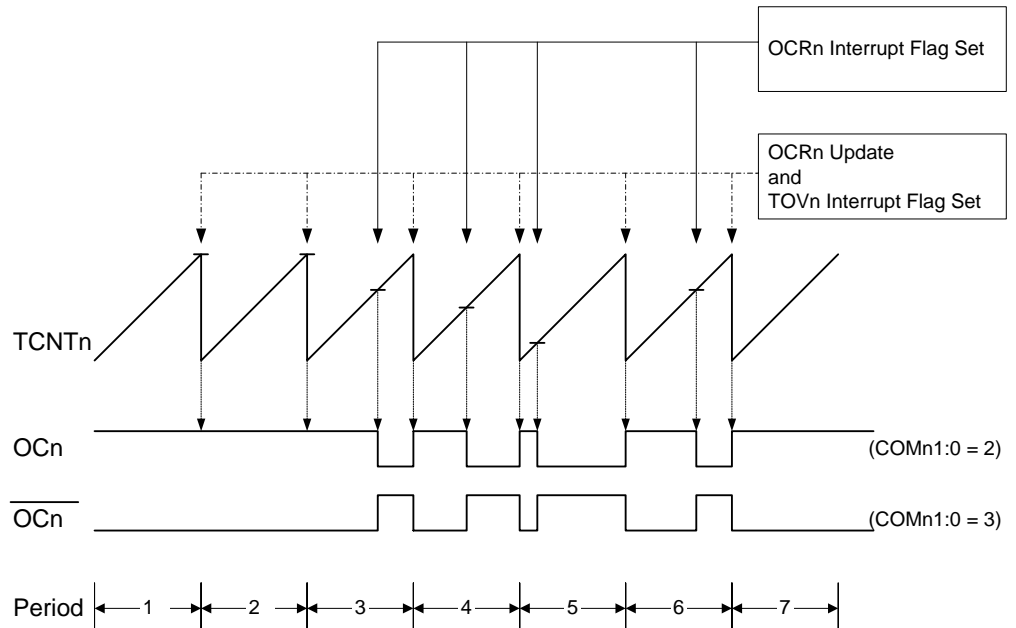 OCRn Interrupt Flag Set
OCRn Update
and
TOVn Interrupt Flag Set
TCNTn
OCn
(COMn1:0 = 2)
OCn
(COMn1:0 = 3)
Period
1
2
3
4
5
6
7